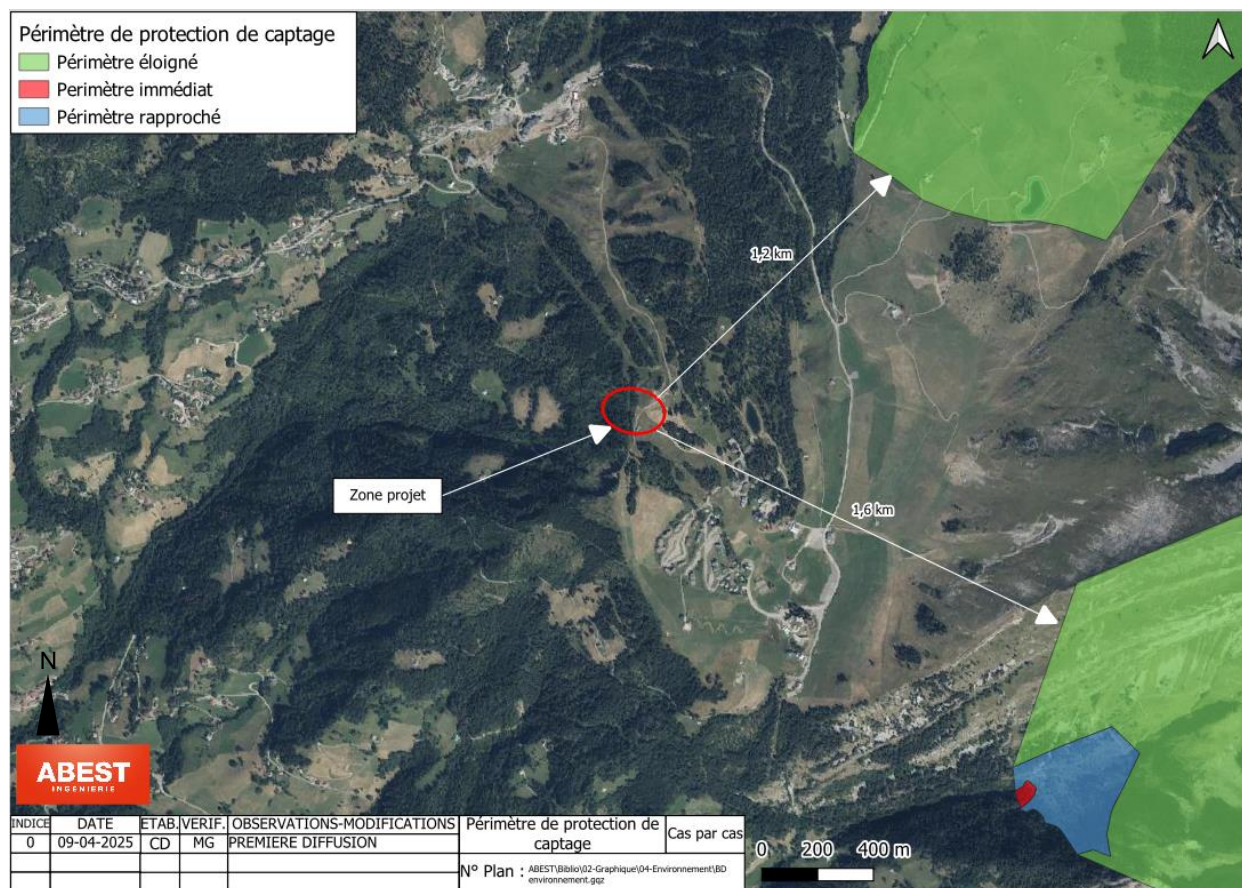 Périmètre de protection de captage
Périmètre éloigné
Perimètre immédiat
Périmètre rapproché
1,2 km
Zone projet
1,6 km
N
ABEST
INGENIERIE
INDICE DATE ETAB. VERIF. OBSERVATIONS-MODIFICATIONS
0 09-04-2025 CD MG PREMIERE DIFFUSION
Périmètre de protection de
captage
Cas par cas
N° Plan : ABEST\Biblio\02-Graphique\04-Environnement\BD
environnement.gqz
0 200 400 m